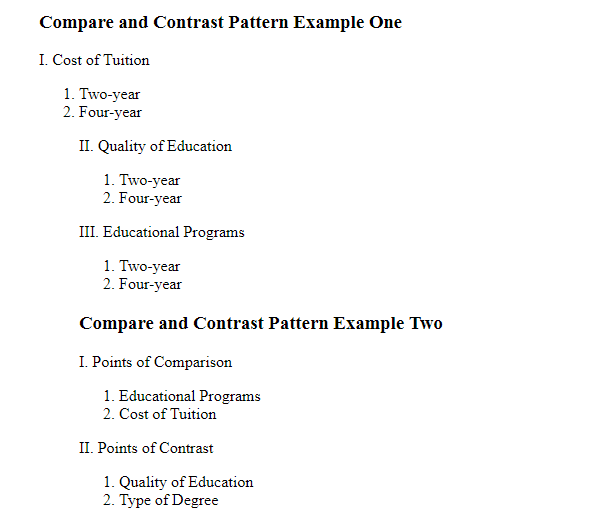 Compare and Contrast Pattern Example One
I. Cost of Tuition
1. Two-year
2. Four-year
II. Quality of Education
1. Two-year
2. Four-year
III. Educational Programs
1. Two-year
2. Four-year
Compare and Contrast Pattern Example Two
I. Points of Comparison
1. Educational Programs
2. Cost of Tuition
II. Points of Contrast
1. Quality of Education
2. Type of Degree